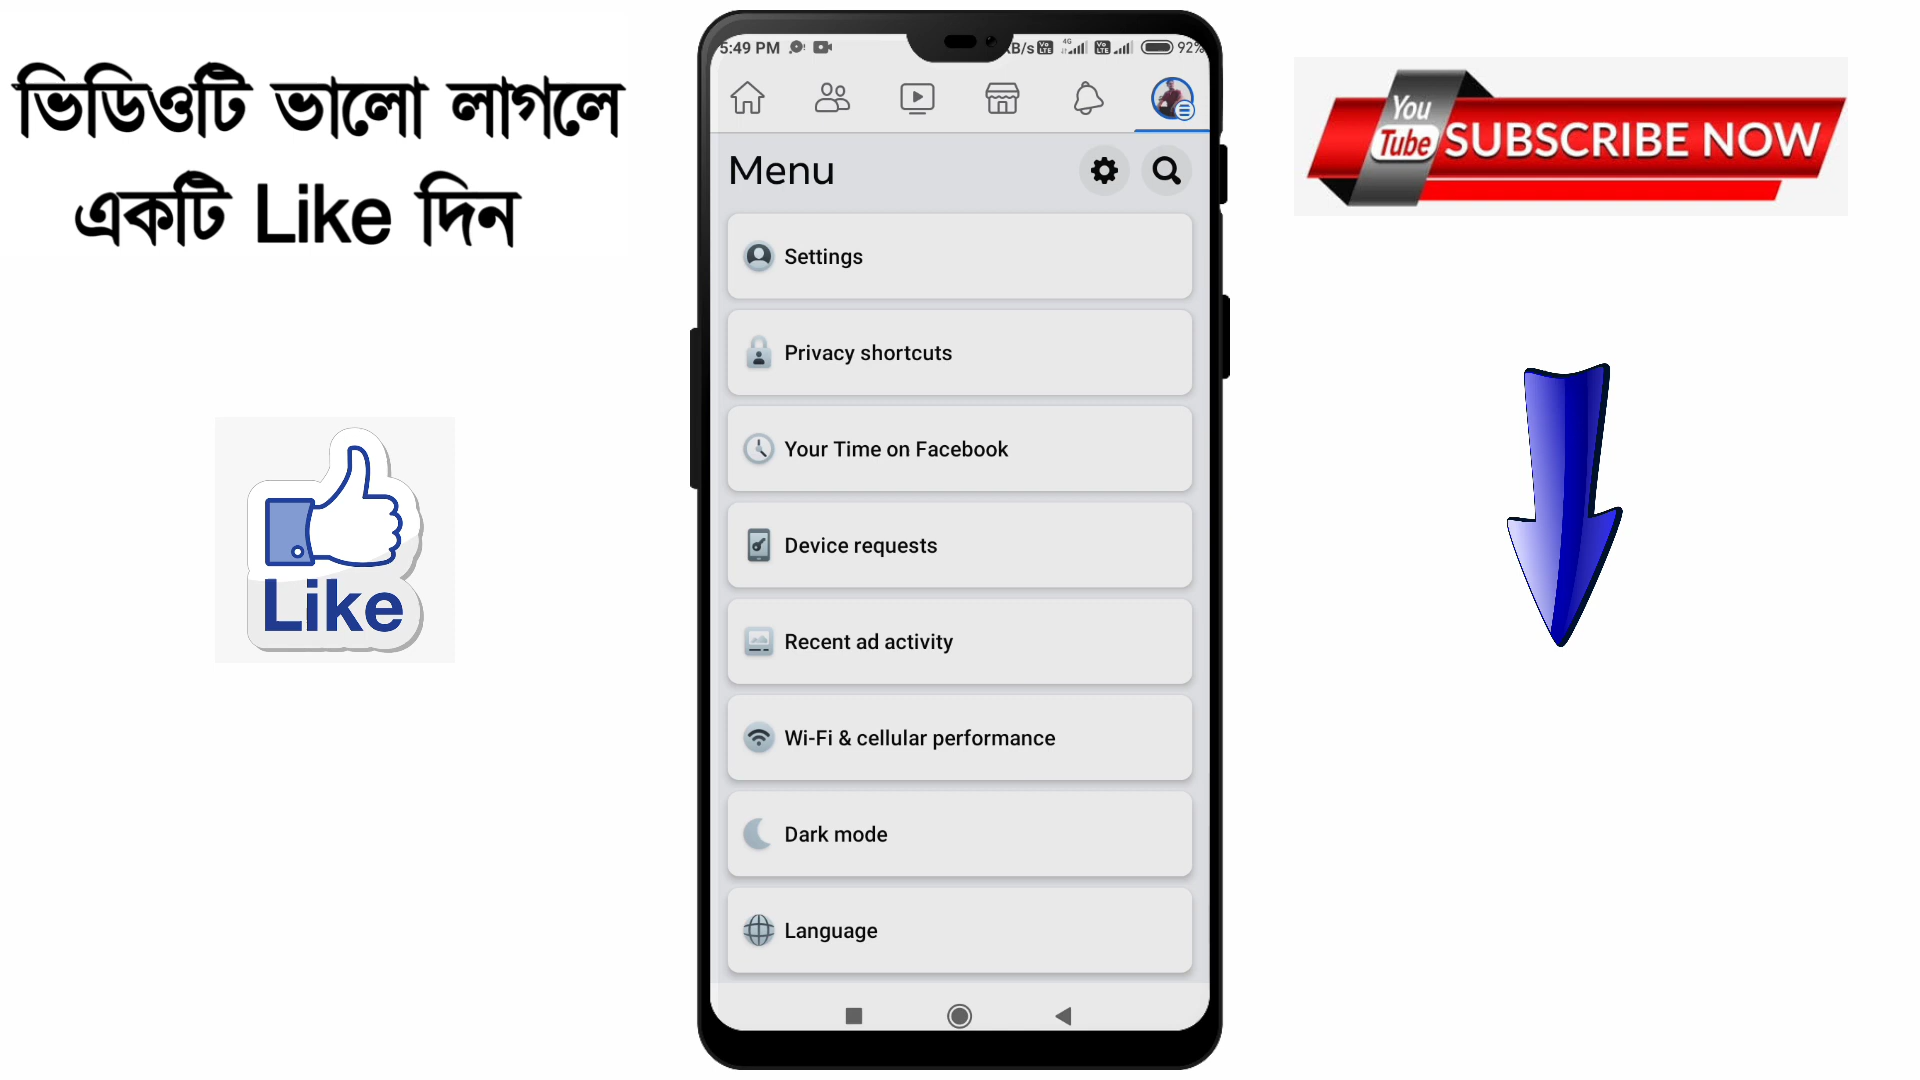 ভিডিওটি ভালো লাগলে
একটি Like দিন
Like
5:49 PM
B/s
4G
92%
Menu
Settings
Privacy shortcuts
Your Time on Facebook
Device requests
Recent ad activity
Wi-Fi & cellular performance
Dark mode
Language
You
Tube
SUBSCRIBE NOW